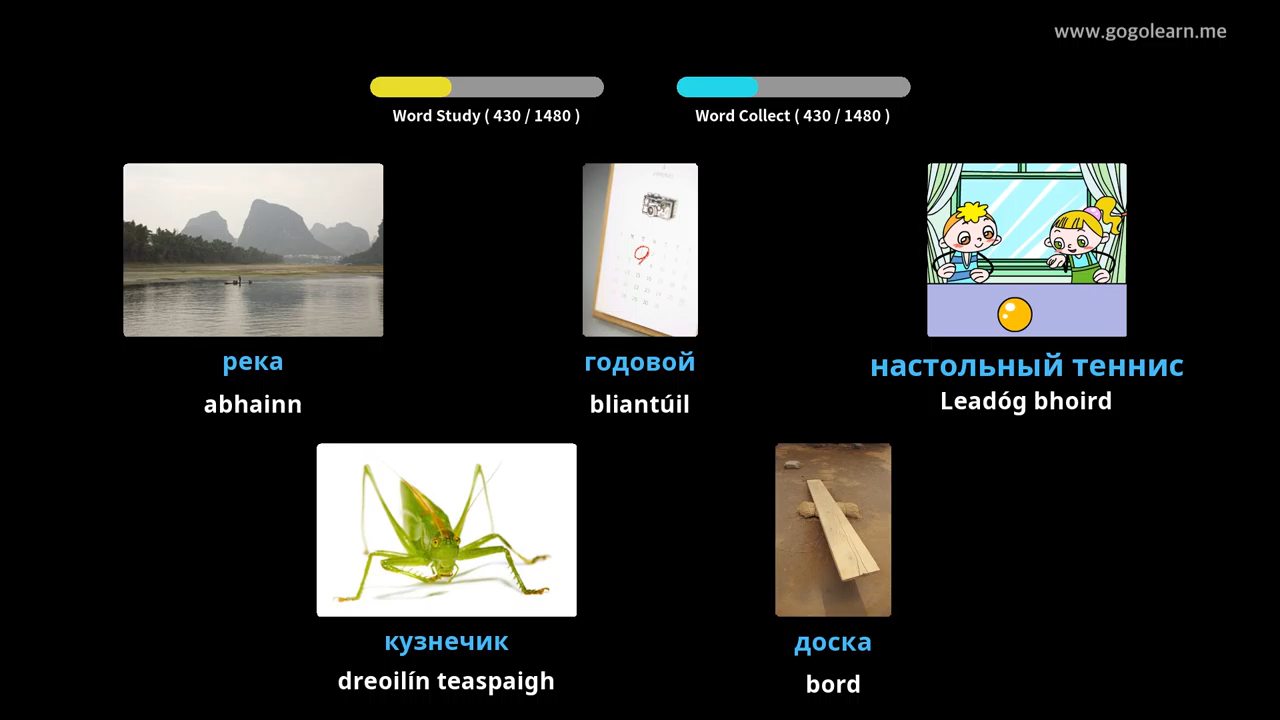 www.gogolearn.me
Word Study ( 430 / 1480 )
Word Collect ( 430 / 1480 )
река
abhainn
годовой
bliantúil
настольный теннис
Leadóg bhoird
кузнечик
dreoilín teaspaigh
доска
bord